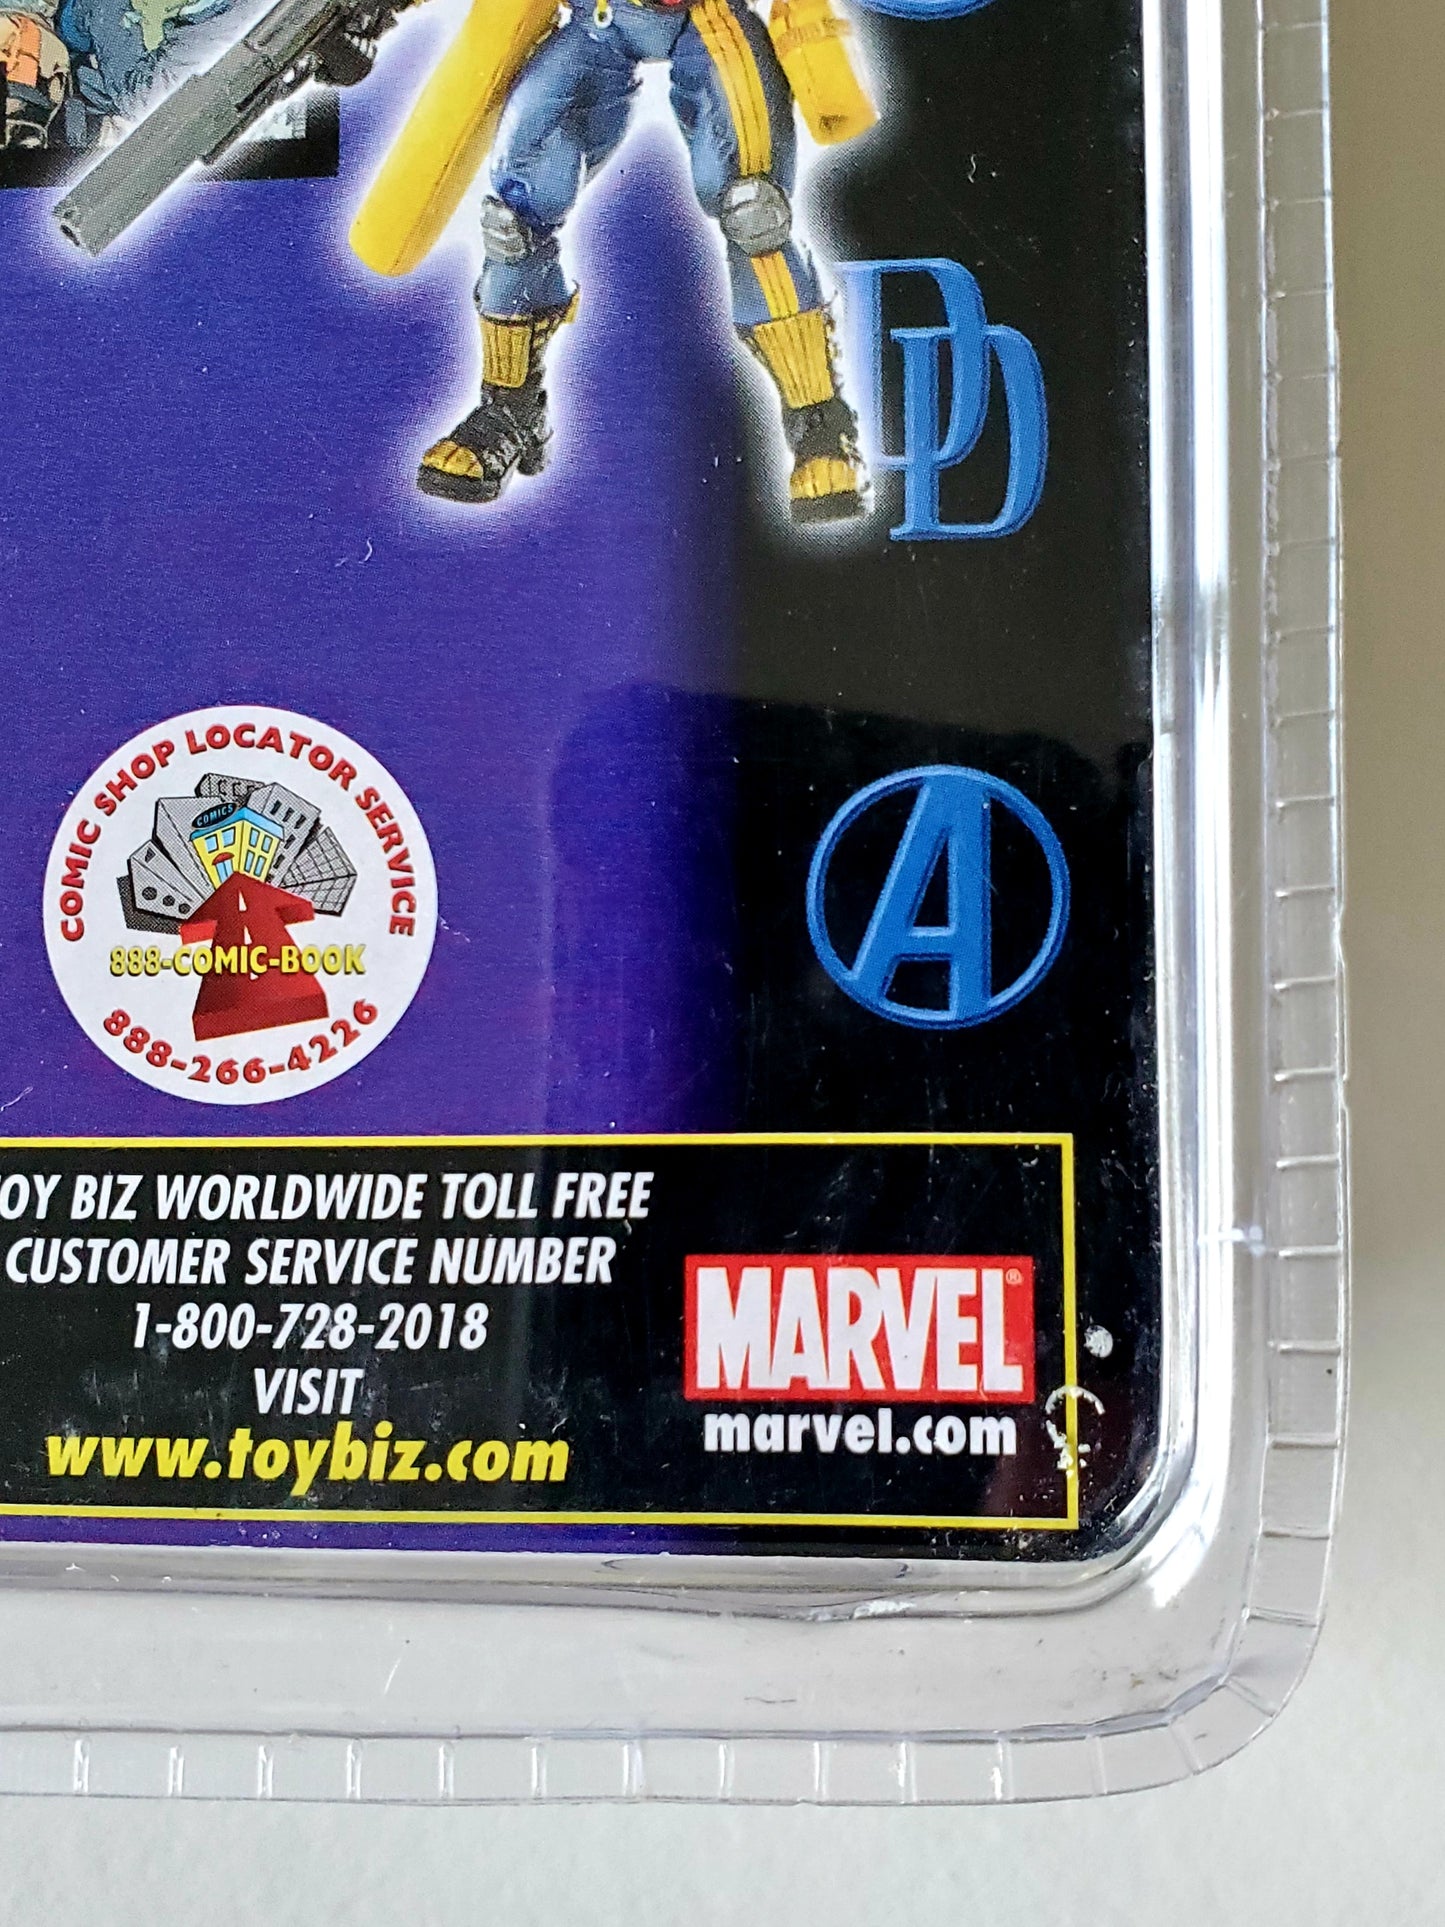 DD
COMIC SHOP LOCATOR SERVICE
COMICS
888-COMIC-BOOK
888-266-4226
A
OY BIZ WORLDWIDE TOLL FREE
CUSTOMER SERVICE NUMBER
1-800-728-2018
VISIT
www.toybiz.com
MARVEL®
marvel.com